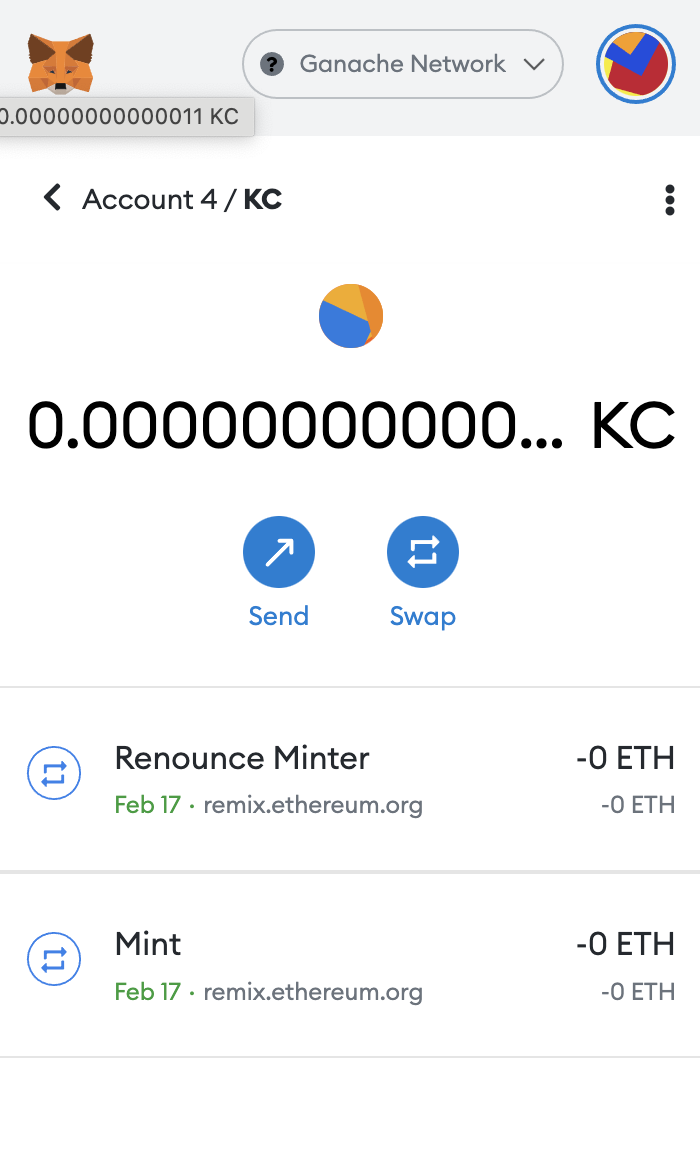 Ganache Network
0.00000000000011 KC
Account 4 / KC
0.00000000000... KC
Send
Swap
Renounce Minter
-0 ETH
Feb 17 · remix.ethereum.org
-0 ETH
Mint
-0 ETH
Feb 17 · remix.ethereum.org
-0 ETH